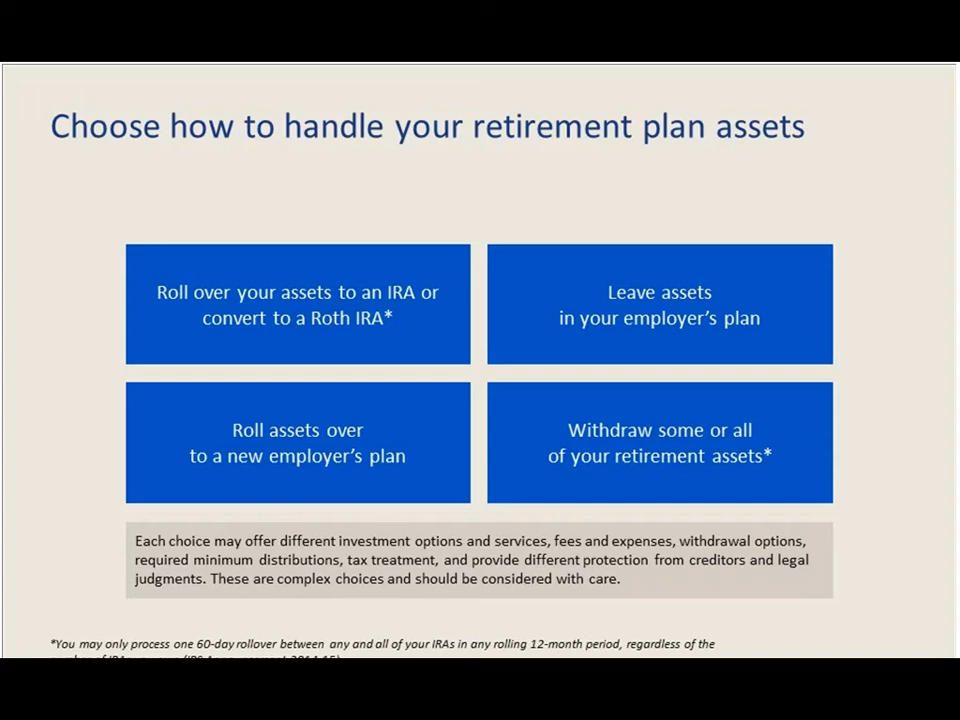 Choose how to handle your retirement plan assets
Roll over your assets to an IRA or
convert to a Roth IRA*
Leave assets
in your employer’s plan
Roll assets over
to a new employer’s plan
Withdraw some or all
of your retirement assets*
Each choice may offer different investment options and services, fees and expenses, withdrawal options,
required minimum distributions, tax treatment, and provide different protection from creditors and legal
judgments. These are complex choices and should be considered with care.
*You may only process one 60-day rollover between any and all of your IRAs in any rolling 12-month period, regardless of the